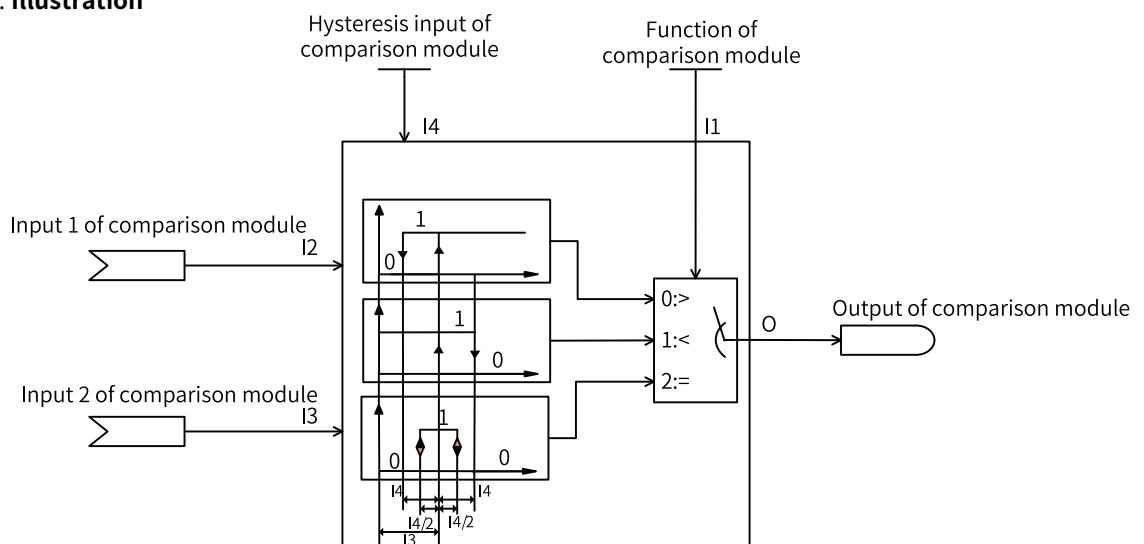 . Illustration
Hysteresis input of
comparison module
Function of
comparison module
I4
I1
Input 1 of comparison module
I2
1
0
0:>
1
1:<
0
2:=
O
Output of comparison module
Input 2 of comparison module
I3
1
0
0
I4
I4
I4/2
I4/2
I3